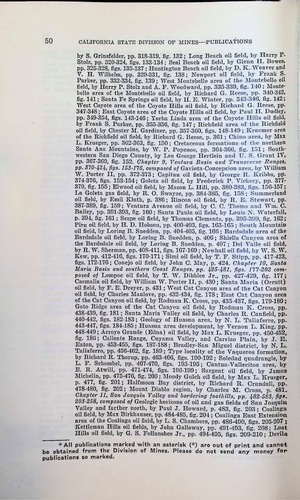 50 CALIFORNIA STATE DIVISION OF MINES—PUBLICATIONS
by S. Grinsfelder, pp. 318-319, fig. 132; Long Beach oil field, by Harry P.
Stolz, pp. 320-324, figs. 133-134; Seal Beach oil field, by Glenn H. Bowes,
pp. 325-328, figs. 135-137; Huntington Beach oil field, by D. K. Weaver and
V. H. Wilhelm, pp. 329-331, fig. 138; Newport oil field, by Frank S.
Parker, pp. 332-334, fig. 139; West Montebello area of the Montebello oil
field, by Harry P. Stolz and A. F. Woodward, pp. 335-339, fig. 140; Monte-
bello area of the Montebello oil field, by Richard G. Reese, pp. 340-342,
fig. 141; Santa Fe Springs oil field, by H. E. Winter, pp. 343-346, fig. 142;
West Coyote area of the Coyote Hills oil field, by Richard G. Reese, pp.
347-348; East Coyote area of the Coyote Hills oil field, by Paul H. Dudley,
pp. 349-354, figs. 143-146; Yorba Linda area of the Coyote Hills oil field,
by Frank S. Parker, pp. 355-356, fig. 147; Richfield area of the Richfield
oil field, by Chester M. Gardiner, pp. 357-360, figs. 148-149; Kraemer area
of the Richfield oil field, by Richard G. Reese, p. 361; Chino area, by Max
L. Krueger, pp. 362-363, fig. 150; Cretaceous formations of the northern
Santa Ana Mountains, by W. P. Popenoe, pp. 364-366, fig. 151; South-
western San Diego County, by Leo George Hertlein and U. S. Grant IV,
pp. 367-369, fig. 152. Chapter 9, Ventura Basin and Transverse Ranges,
pp. 370-424, figs. 153-176,
W. Porter II, pp. 372-373; Capitan oil field, by George R. Kribbs, pp.
374-376, figs. 153-154; Goleta oil field, by Frederick P. Vickery, pp. 377-
379, fig. 155; Elwood oil field, by Mason L. Hill, pp. 380-383, figs. 156-157;
La Goleta gas field, by R. O. Swayze, pp. 384-385, fig. 158; Summerland
oil field, by Emil Kluth, p. 386; Rincon oil field, by R. E. Stewart, pp.
387-389, fig. 159; Ventura Avenue oil field, by C. C. Thoms and Wm. C.
Bailey, pp. 391-393, fig. 160; Santa Paula oil field, by Louis N. Waterfall,
p. 394, fig. 161; Sespe oil field, by Thomas Clements, pp. 395-399, fig. 162;
Piru oil field, by H. D. Hobson, pp. 400-403, figs. 163-165; South Mountain
oil field, by Loring B. Snedden, pp. 404-405, fig. 166; Bardsdale area of the
Bardsdale oil field, by Loring B. Snedden, p. 406; Shiells Canyon area of
the Bardsdale oil field, by Loring B. Snedden, p. 407; Del Valle oil field,
by R. W. Sherman, pp. 408-411, figs. 167-169; Newhall oil field, by W. S. W.
Kew, pp. 412-416, figs. 170-171; Simi oil field, by T. F. Stipp, pp. 417-423,
figs. 172-176; Conejo oil field, by John C. May, p. 424. Chapter 10, Santa
Maria Basin and southern Coast Ranges, pp.
posed of Lompoc oil field, by T. W. Dibblee Jr., pp. 427-429, fig. 177;
Casmalia oil field, by William W. Porter II, p. 430; Santa Maria (Orcutt)
oil field, by F. E. Dreyer, p. 431; West Cat Canyon area of the Cat Canyon
oil field, by Charles Manlove, pp. 432-434, fig. 178; East Cat Canyon area
of the Cat Canyon oil field, by Rodman K. Cross, pp. 435-437, figs. 179-180;
Gato Ridge area of the Cat Canyon oil field, by Rodman K. Cross, pp.
438-439, fig. 181; Santa Maria Valley oil field, by Charles R. Canfield, pp.
440-442, figs. 182-183; Geology of Huasna area, by N. L. Taliaferro, pp.
443-447, figs. 184-185; Huasna area development, by Vernon L. King, pp.
448-449; Arroyo Grande (Edna) oil field, by Max L. Krueger, pp. 450-452,
fig. 186; Caliente Range, Cuyama Valley, and Carrizo Plain, by J. E.
Eaton, pp. 453-455, figs. 187-188; Bradley-San Miguel district, by N. L.
Taliaferro, pp. 456-462, fig. 189; Type locality of the Vaqueros formation,
by Richard R. Thorup, pp. 463-466, figs. 190-192; Soledad quadrangle, by
E. R. Atwill, pp. 471-474, figs. 196-199; Sargent oil field, by James
Michelin, pp. 475-476, fig. 200; Moody Gulch oil field, by Max L. Krueger,
p. 477, fig. 201; Halfmoon Bay district, by Richard R. Crandall, pp.
478-480, fig. 202; Mount Diablo region, by Charles M. Cross, p. 481.
Chapter 11, San Joaquin Valley and bordering foothills, pp. 482-583, figs.
203-258, composed of Geologic horizons of oil and gas fields of San Joaquin
Valley and farther north, by Paul J. Howard, p. 483, fig. 203; Coalinga
oil field, by Max Birkhauser, pp. 484-485, fig. 204; Coalinga East Extension
area of the Coalinga oil field, by L. S. Chambers, pp. 486-490, figs. 205-207;
Kettleman Hills oil fields, by John Galloway, pp. 491-493, fig. 208; Lost
Hills oil field, by G. S. Follansbee Jr., pp. 494-495, figs. 209-210; Devils
* All publications marked with an asterisk (*) are out of print and cannot
be obtained from the Division of Mines. Please do not send any money for
publications so marked.